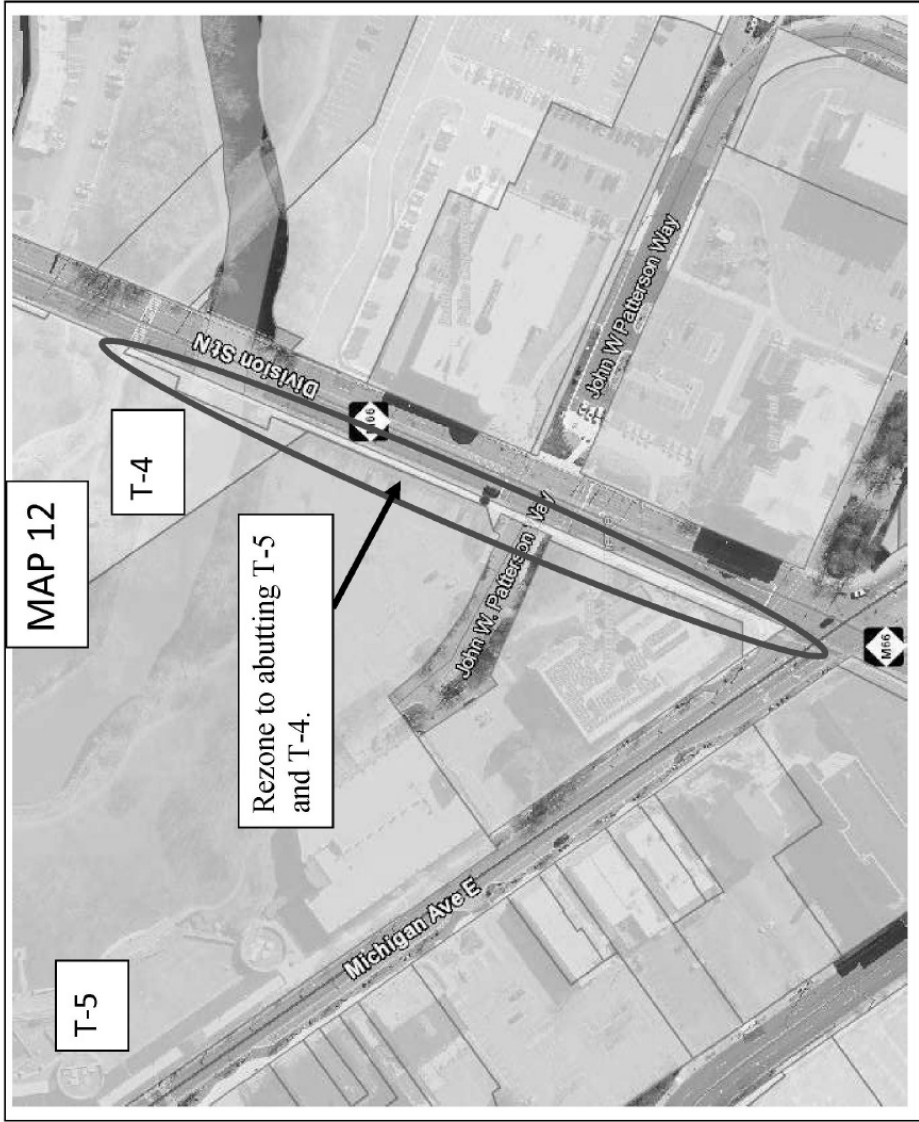 MAP 12
T-4
T-5
Rezone to abutting T-5
and T-4.
Division St N
M66
John W. Patterson Way
John W Patterson Way
Michigan Ave E
M66